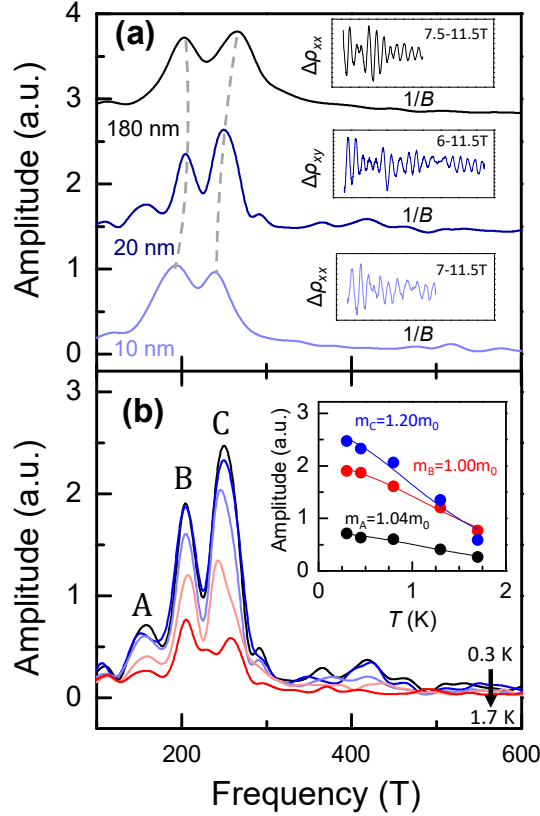 (a)
Amplitude (a.u.)
4
3
2
1
0
180 nm
20 nm
10 nm
Δρxx
7.5-11.5T
1/B
Δρxy
6-11.5T
1/B
Δρxx
7-11.5T
1/B
(b)
Amplitude (a.u.)
3
2
1
0
A
B
C
Amplitude (a.u.)
3
2
1
0
mC=1.20m0
mB=1.00m0
mA=1.04m0
0 1 2
T (K)
0.3 K
1.7 K
200 400 600
Frequency (T)